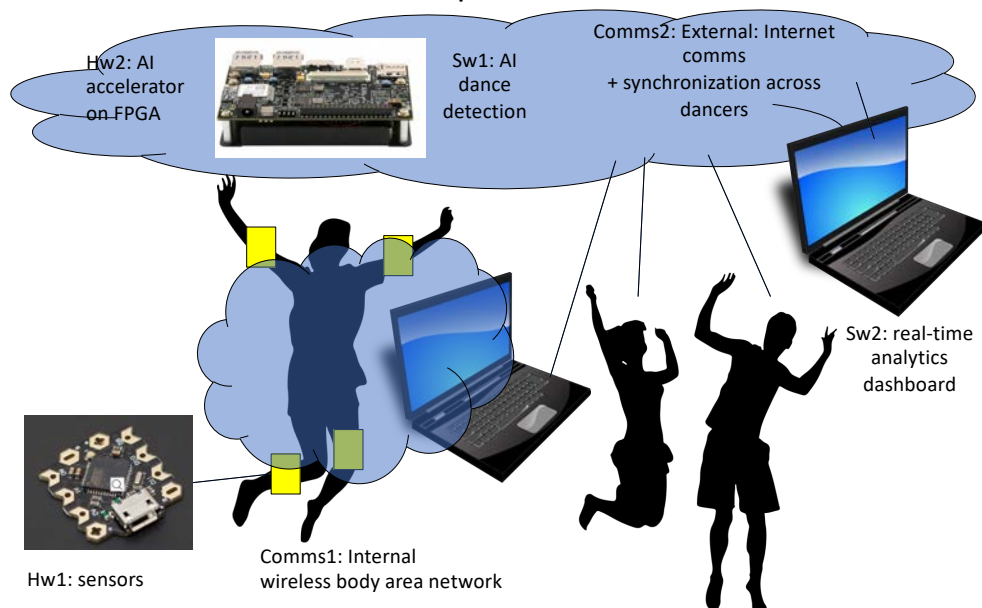 Hw2: AI
accelerator
on FPGA
Sw1: AI
dance
detection
Comms2: External: Internet
comms
+ synchronization across
dancers
Sw2: real-time
analytics
dashboard
Hw1: sensors
Comms1: Internal
wireless body area network